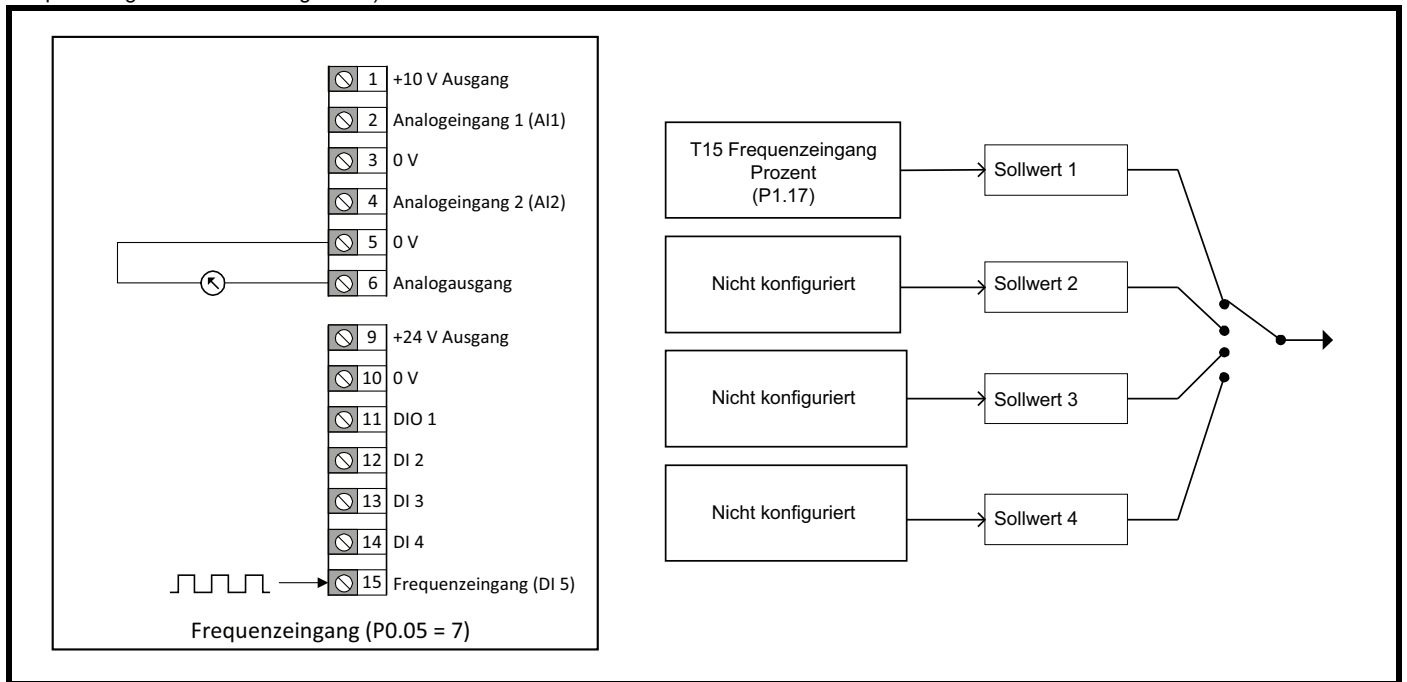 1 +10 V Ausgang
2 Analogeingang 1 (AI1)
3 0 V
4 Analogeingang 2 (AI2)
5 0 V
6 Analogausgang
9 +24 V Ausgang
10 0 V
11 DIO 1
12 DI 2
13 DI 3
14 DI 4
15 Frequenzeingang (DI 5)
Frequenzeingang (P0.05 = 7)
T15 Frequenzeingang
Prozent
(P1.17)
Sollwert 1
Nicht konfiguriert
Sollwert 2
Nicht konfiguriert
Sollwert 3
Nicht konfiguriert
Sollwert 4